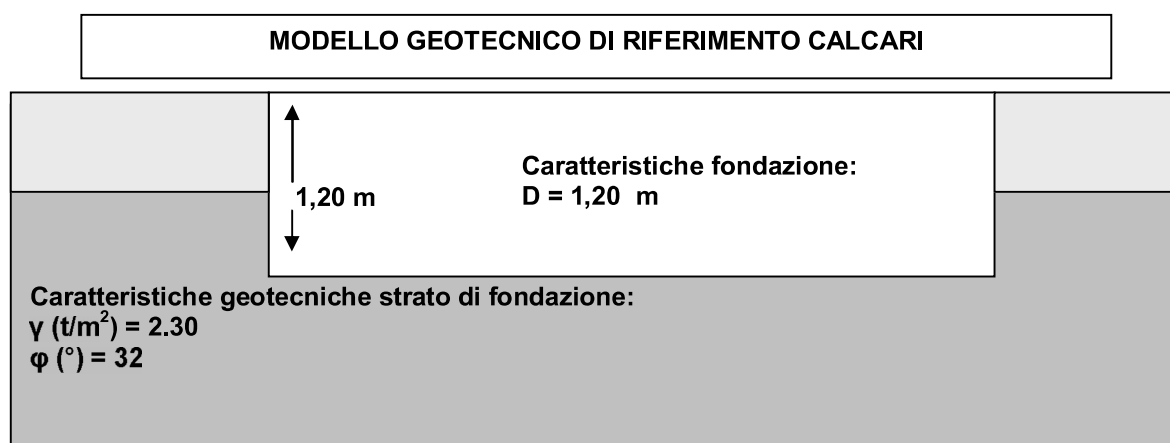 MODELLO GEOTECNICO DI RIFERIMENTO CALCARI
Caratteristiche fondazione:
1,20 m
D = 1,20 m
Caratteristiche geotecniche strato di fondazione:
γ (t/m²) = 2.30
φ (°) = 32